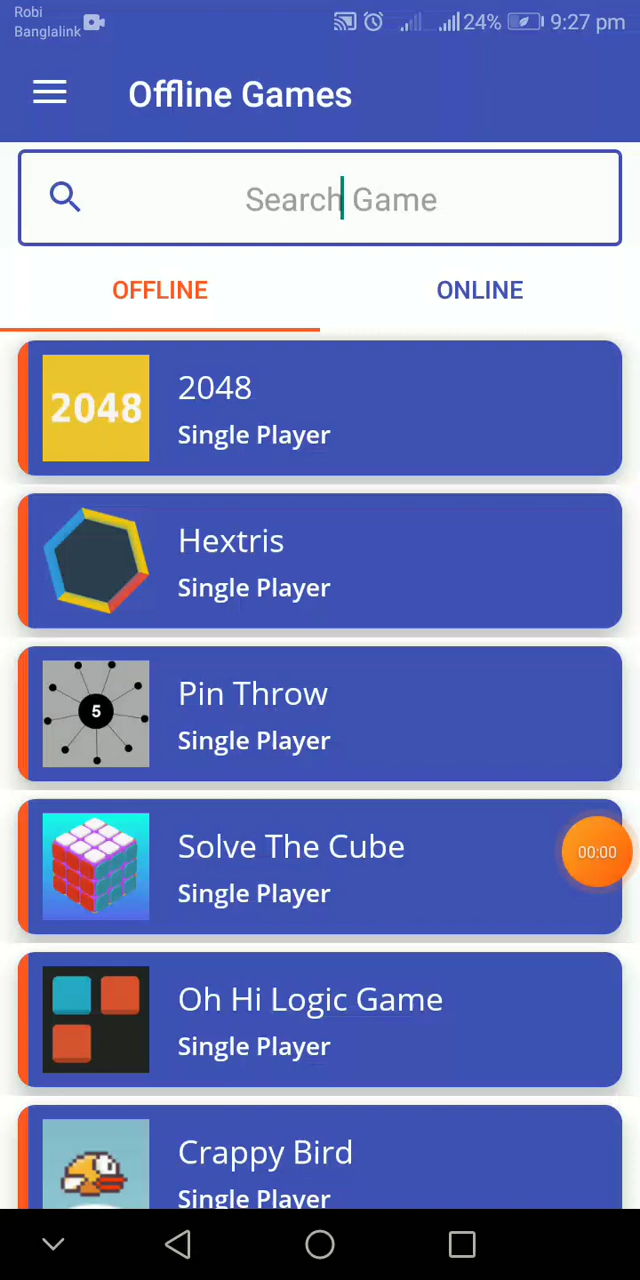 Robi
Banglalink
24%
9:27 pm
Offline Games
Search Game
OFFLINE
ONLINE
2048
2048
Single Player
Hextris
Single Player
5
Pin Throw
Single Player
Solve The Cube
Single Player
00:00
Oh Hi Logic Game
Single Player
Crappy Bird
Single Player